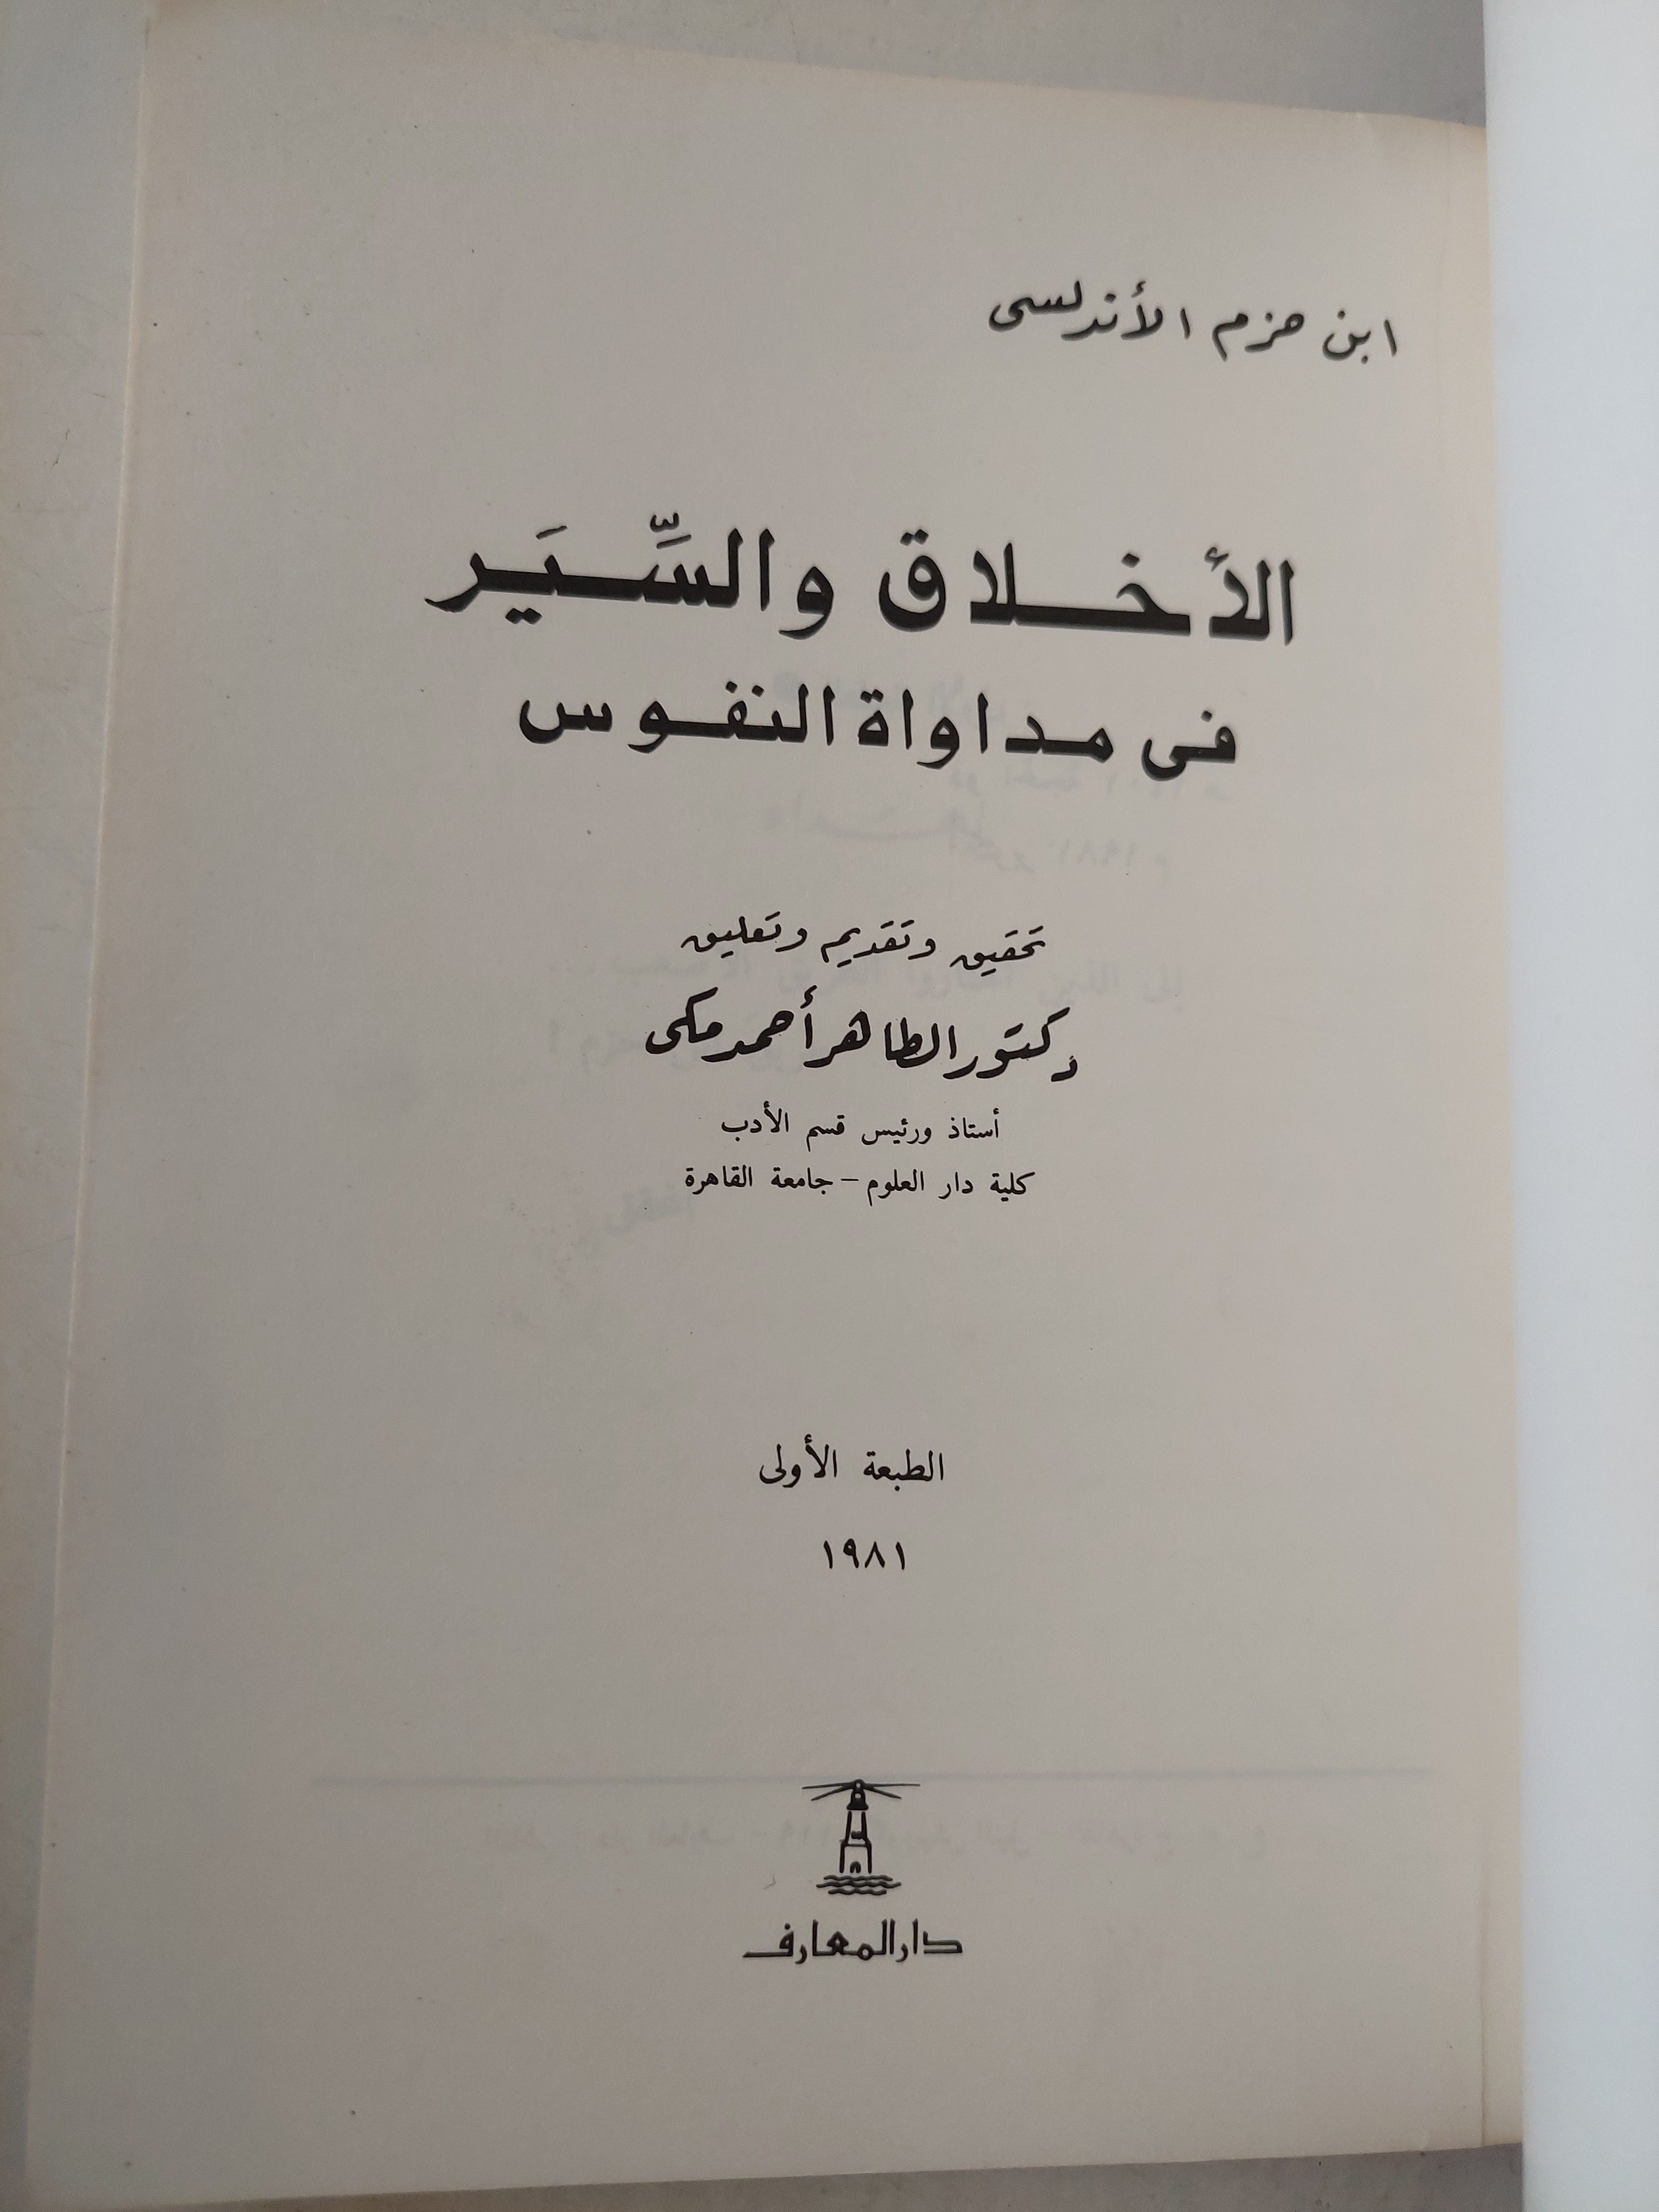 ابن حزم الأندلسى
الأخلاق والسِّيَر
فى مداواة النفوس
تحقيق وتقديم وتعليق
دكتور الطاهر أحمد مكى
أستاذ ورئيس قسم الأدب
كلية دار العلوم – جامعة القاهرة
الطبعة الأولى
١٩٨١
دار المعارف